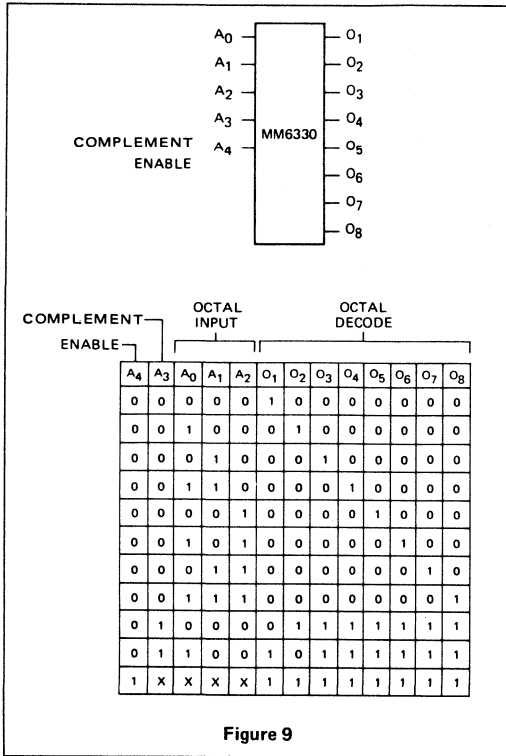 A0 O1
A1 O2
A2 O3
A3 MM6330 O4
COMPLEMENT A4 O5
ENABLE O6
O7
O8
OCTAL INPUT OCTAL DECODE
COMPLEMENT
ENABLE
A4 A3 A0 A1 A2 O1 O2 O3 O4 O5 O6 O7 O8
0 0 0 0 0 1 0 0 0 0 0 0 0
0 0 1 0 0 0 1 0 0 0 0 0 0
0 0 0 1 0 0 0 1 0 0 0 0 0
0 0 1 1 0 0 0 0 1 0 0 0 0
0 0 0 0 1 0 0 0 0 1 0 0 0
0 0 1 0 1 0 0 0 0 0 1 0 0
0 0 0 1 1 0 0 0 0 0 0 1 0
0 0 1 1 1 0 0 0 0 0 0 0 1
0 1 0 0 0 0 1 1 1 1 1 1 1
0 1 1 0 0 1 0 1 1 1 1 1 1
1 X X X X 1 1 1 1 1 1 1 1
Figure 9